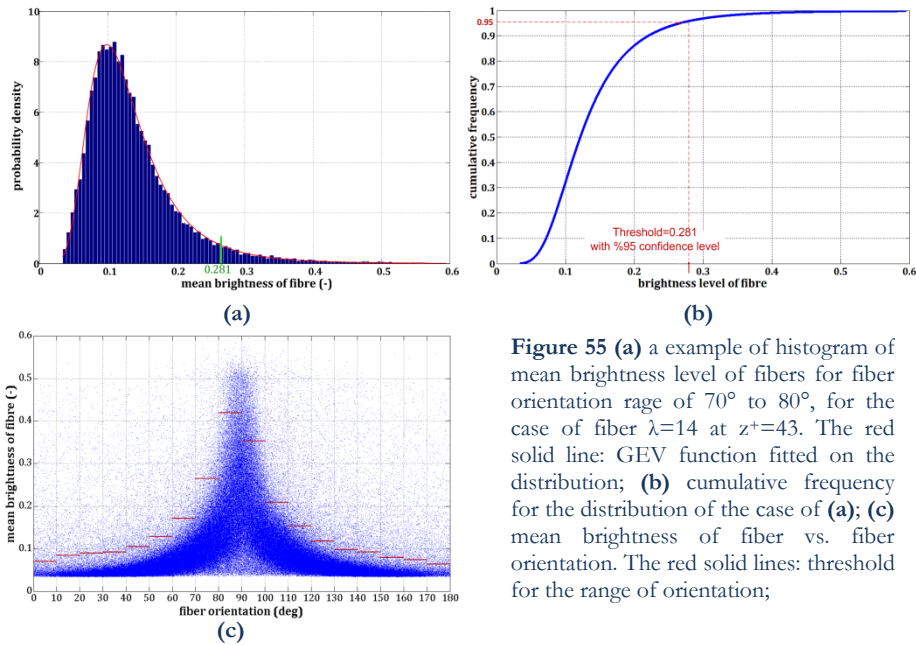 10
8
6
4
2
0
probability density
0 0.1 0.2 0.3 0.4 0.5 0.6
0.281
mean brightness of fibre (-)
(a)
1
0.95
0.9
0.8
0.7
0.6
0.5
0.4
0.3
0.2
0.1
0
cumulative frequency
Threshold=0.281
with %95 confidence level
0.1 0.2 0.3 0.4 0.5 0.6
brightness level of fibre
(b)
0.6
0.5
0.4
0.3
0.2
0.1
0
mean brightness of fibre (-)
0 10 20 30 40 50 60 70 80 90 100 110 120 130 140 150 160 170 180
fiber orientation (deg)
(c)
Figure 55 (a) a example of histogram of
mean brightness level of fibers for fiber
orientation rage of 70° to 80°, for the
case of fiber λ=14 at z+=43. The red
solid line: GEV function fitted on the
distribution; (b) cumulative frequency
for the distribution of the case of (a); (c)
mean brightness of fiber vs. fiber
orientation. The red solid lines: threshold
for the range of orientation;